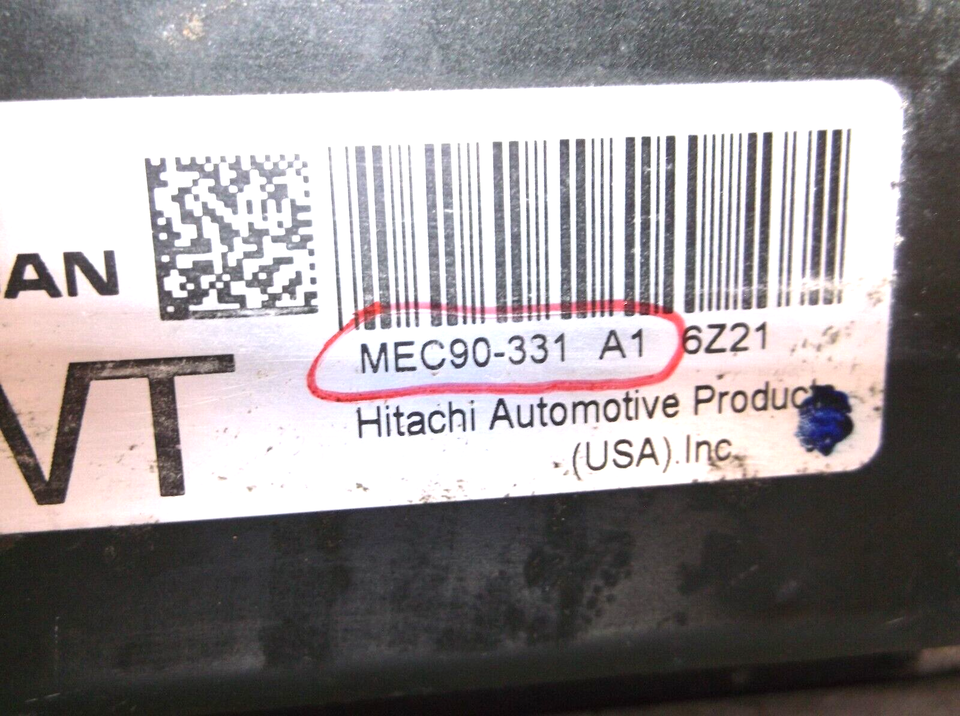 AN
VT
MEC90-331 A1 6Z21
Hitachi Automotive Products
(USA).Inc.